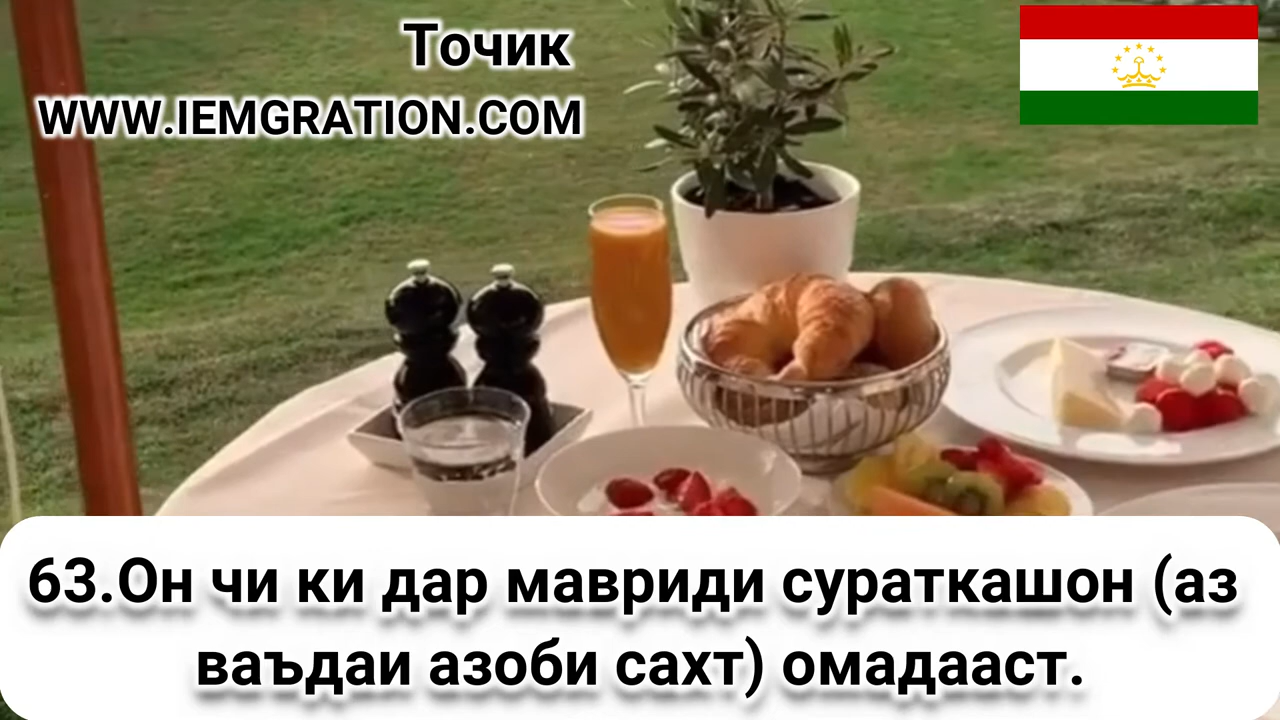 Точик
WWW.IEMGRATION.COM
63.Он чи ки дар мавриди сураткашон (аз
ваъдаи азоби сахт) омадааст.